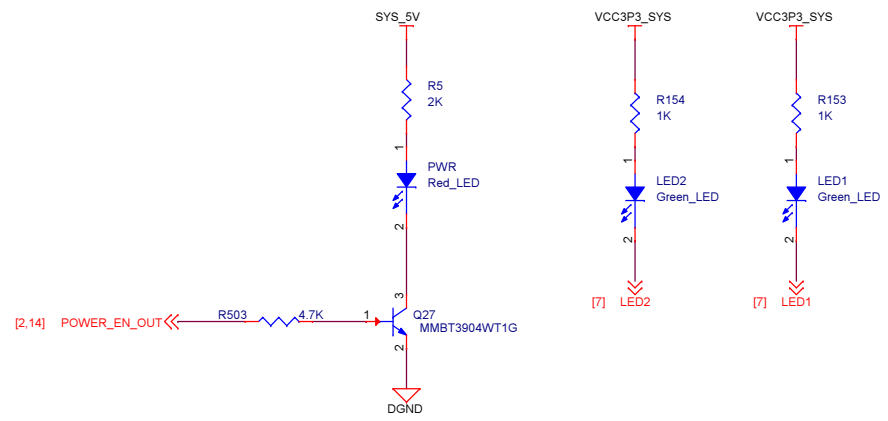 SYS_5V
VCC3P3_SYS
VCC3P3_SYS
R5
2K
R154
1K
R153
1K
1
PWR
Red_LED
2
1
LED2
Green_LED
2
1
LED1
Green_LED
2
[7] LED2
[7] LED1
3
[2,14] POWER_EN_OUT
R503 4.7K
1
Q27
MMBT3904WT1G
2
DGND